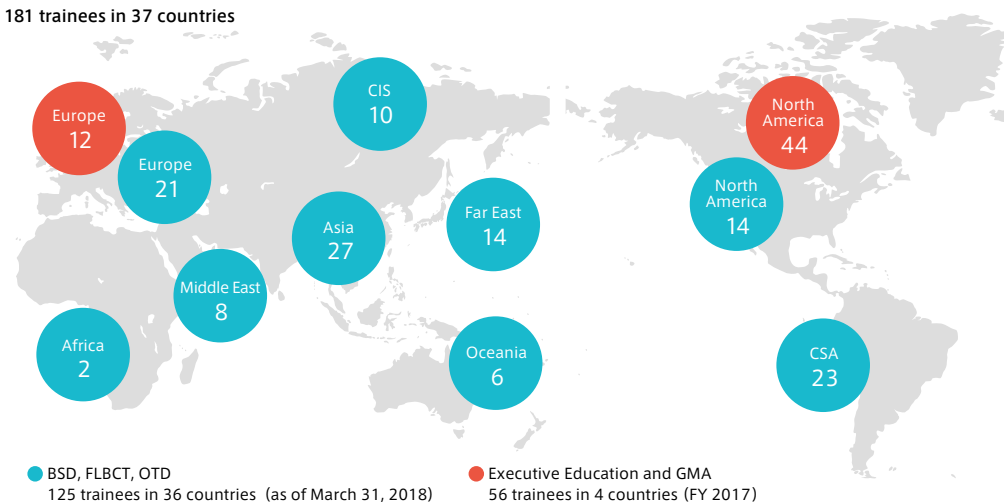 181 trainees in 37 countries
Europe
12
Europe
21
CIS
10
Asia
27
Far East
14
Middle East
8
Africa
2
Oceania
6
North
America
44
North
America
14
CSA
23
BSD, FLBCT, OTD
125 trainees in 36 countries (as of March 31, 2018)
Executive Education and GMA
56 trainees in 4 countries (FY 2017)